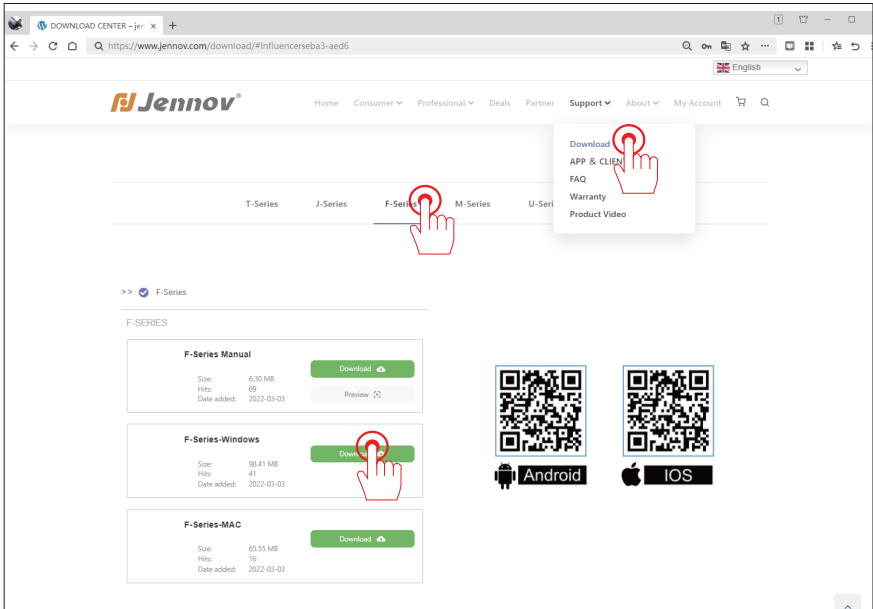 DOWNLOAD CENTER – jen
1
https://www.jennov.com/download/#Influencerseba3-aed6
English
Jennov®
Home Consumer Professional Deals Partner Support About My Account
Download
APP & CLIENT
FAQ
Warranty
Product Video
T-Series J-Series F-Series M-Series U-Seri
>> F-Series
F-SERIES
F-Series Manual
Download
Size: 6.30 MB
Hits: 69
Preview
Date added: 2022-03-03
F-Series-Windows
Download
Size: 98.41 MB
Hits: 41
Date added: 2022-03-03
F-Series-MAC
Download
Size: 65.55 MB
Hits: 16
Date added: 2022-03-03
Android
IOS